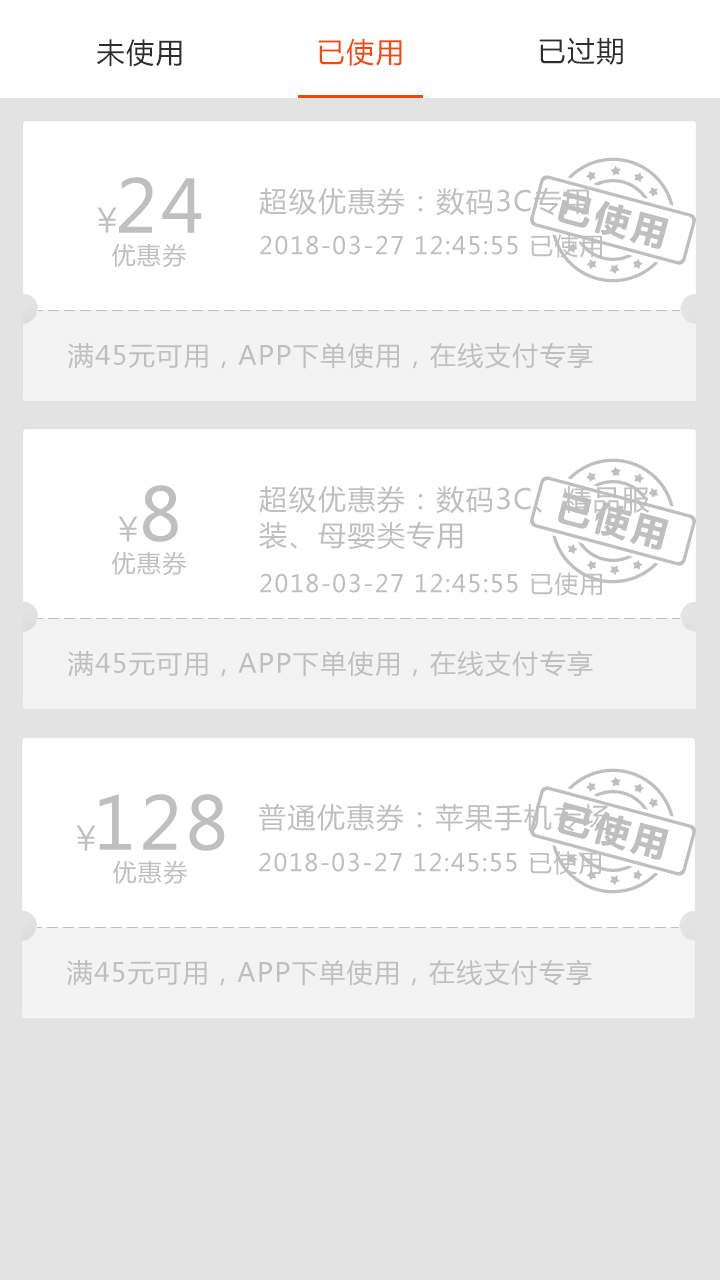 未使用 已使用 已过期
¥24
优惠券
超级优惠券：数码3C专用
2018-03-27 12:45:55 已使用
已使用
满45元可用，APP下单使用，在线支付专享
¥8
优惠券
超级优惠券：数码3C、精品服
装、母婴类专用
2018-03-27 12:45:55 已使用
已使用
满45元可用，APP下单使用，在线支付专享
¥128
优惠券
普通优惠券：苹果手机专场
2018-03-27 12:45:55 已使用
已使用
满45元可用，APP下单使用，在线支付专享